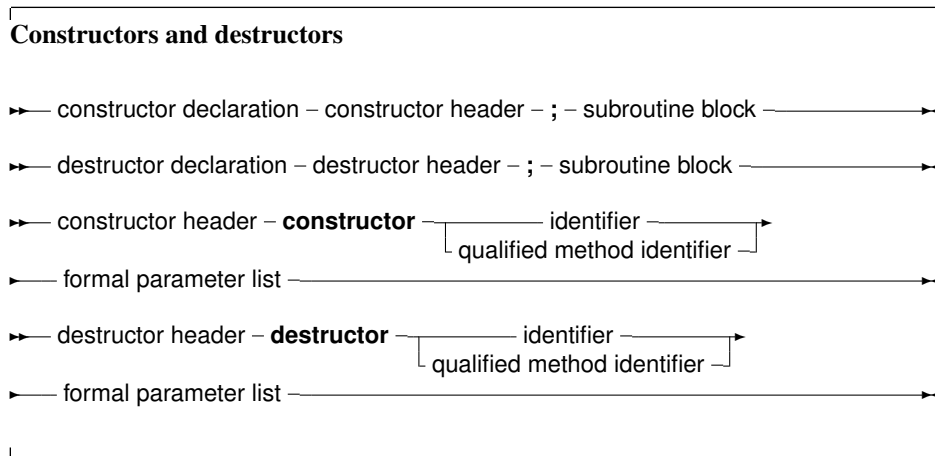 Constructors and destructors
constructor declaration constructor header ; subroutine block
destructor declaration destructor header ; subroutine block
constructor header constructor identifier
qualified method identifier
formal parameter list
destructor header destructor identifier
qualified method identifier
formal parameter list